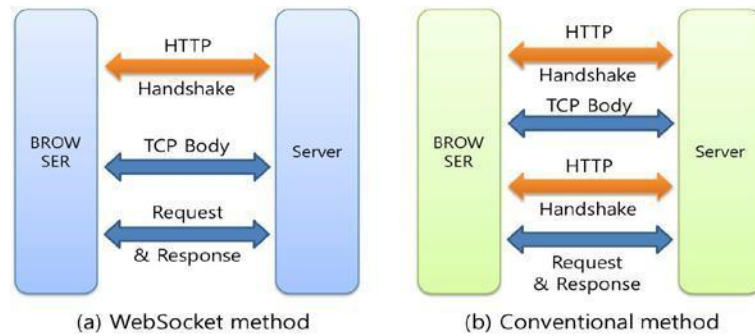 HTTP
Handshake
BROW
SER
TCP Body
Server
Request
& Response
(a) WebSocket method
HTTP
Handshake
TCP Body
BROW
SER
Server
HTTP
Handshake
Request
& Response
(b) Conventional method